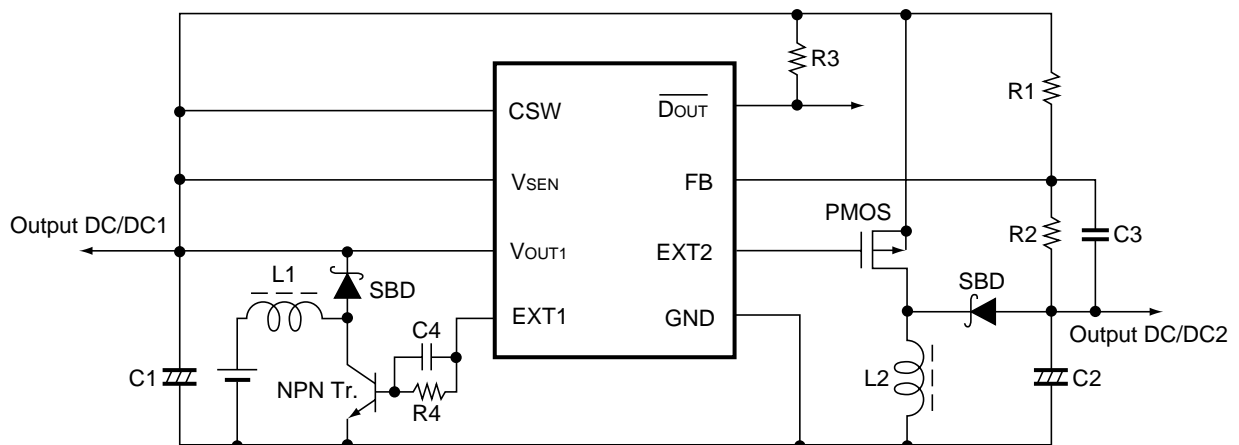 R3
R1
CSW
DOUT
VSEN
FB
PMOS
Output DC/DC1
R2
C3
VOUT1
EXT2
L1
SBD
SBD
EXT1
GND
C4
Output DC/DC2
C1
NPN Tr.
R4
L2
C2